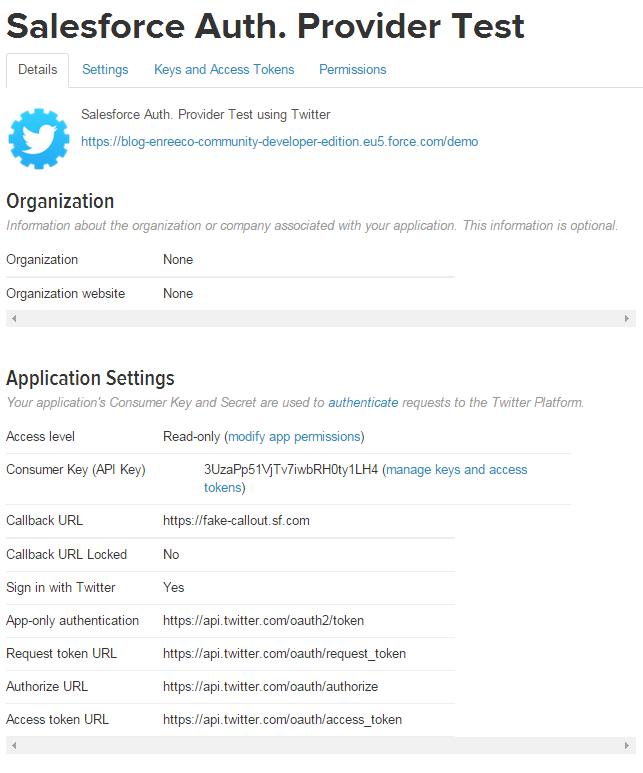 Salesforce Auth. Provider Test
Details Settings Keys and Access Tokens Permissions
Salesforce Auth. Provider Test using Twitter
https://blog-enreeco-community-developer-edition.eu5.force.com/demo
Organization
Information about the organization or company associated with your application. This information is optional.
Organization None
Organization website None
Application Settings
Your application's Consumer Key and Secret are used to authenticate requests to the Twitter Platform.
Access level Read-only (modify app permissions)
Consumer Key (API Key) 3UzaPp51VjTv7iwbRH0ty1LH4 (manage keys and access
tokens)
Callback URL https://fake-callout.sf.com
Callback URL Locked No
Sign in with Twitter Yes
App-only authentication https://api.twitter.com/oauth2/token
Request token URL https://api.twitter.com/oauth/request_token
Authorize URL https://api.twitter.com/oauth/authorize
Access token URL https://api.twitter.com/oauth/access_token